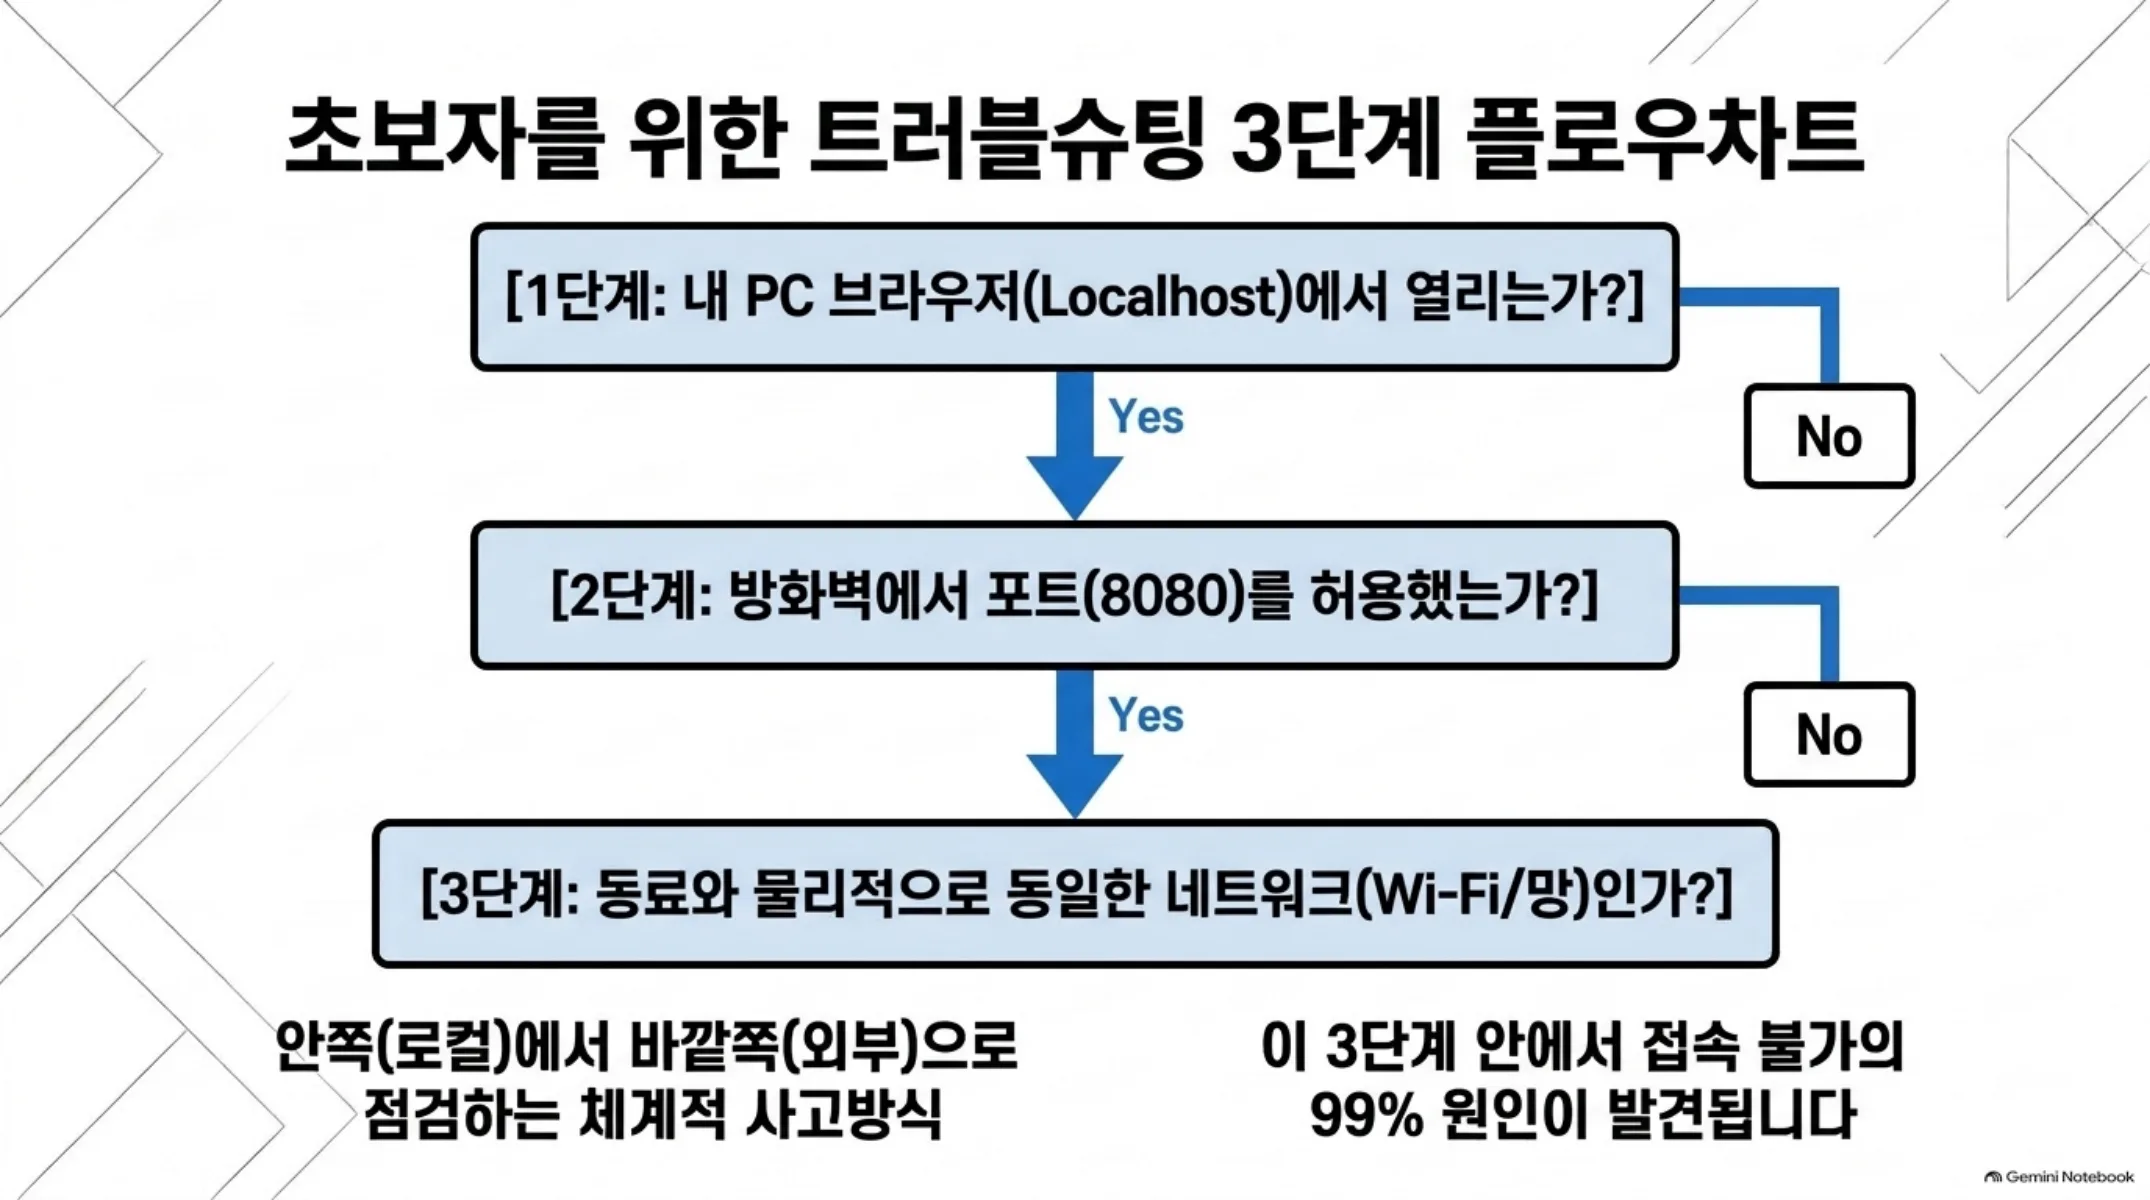 초보자를 위한 트러블슈팅 3단계 플로우차트
[1단계: 내 PC 브라우저(Localhost)에서 열리는가?]
Yes
No
[2단계: 방화벽에서 포트(8080)를 허용했는가?]
Yes
No
[3단계: 동료와 물리적으로 동일한 네트워크(Wi-Fi/망)인가?]
안쪽(로컬)에서 바깥쪽(외부)으로
점검하는 체계적 사고방식
이 3단계 안에서 접속 불가의
99% 원인이 발견됩니다
Gemini Notebook